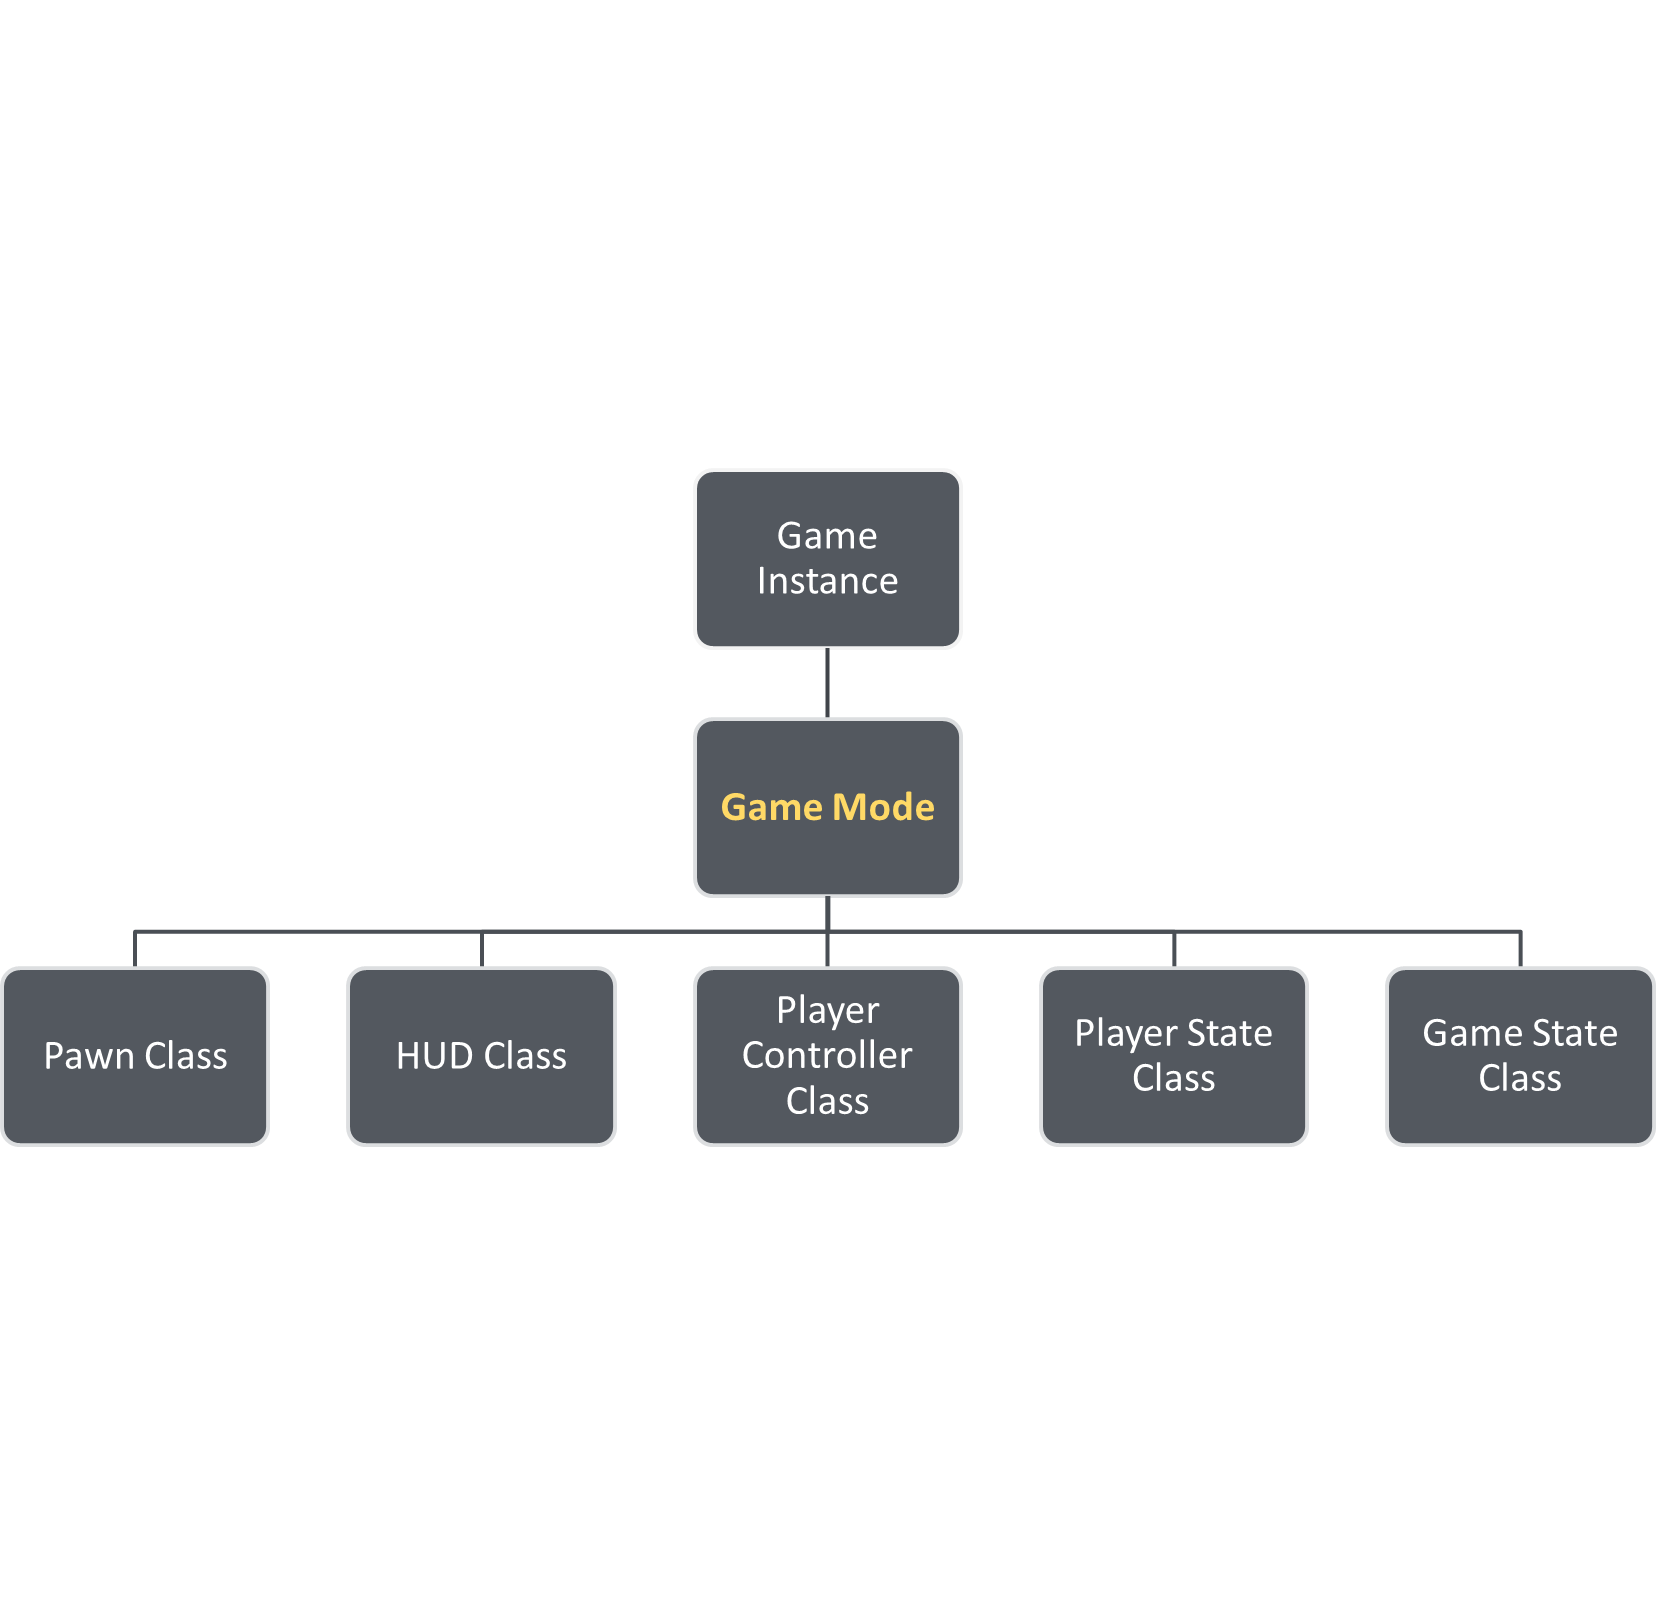 Game
Instance
Game Mode
Pawn Class
HUD Class
Player
Controller
Class
Player State
Class
Game State
Class